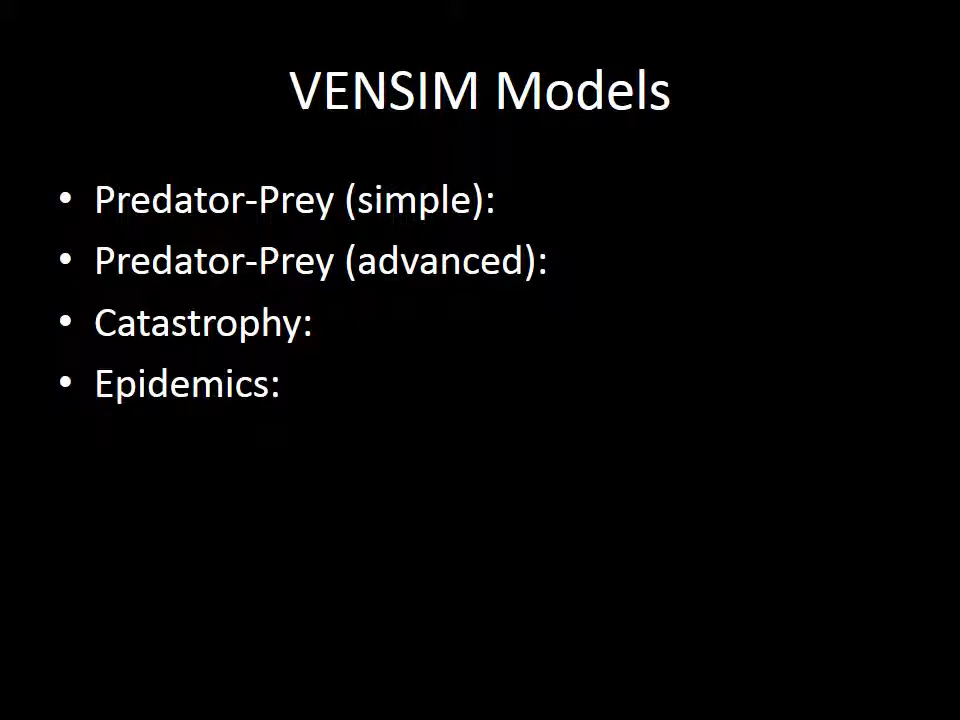 VENSIM Models
• Predator-Prey (simple):
• Predator-Prey (advanced):
• Catastrophy:
• Epidemics: